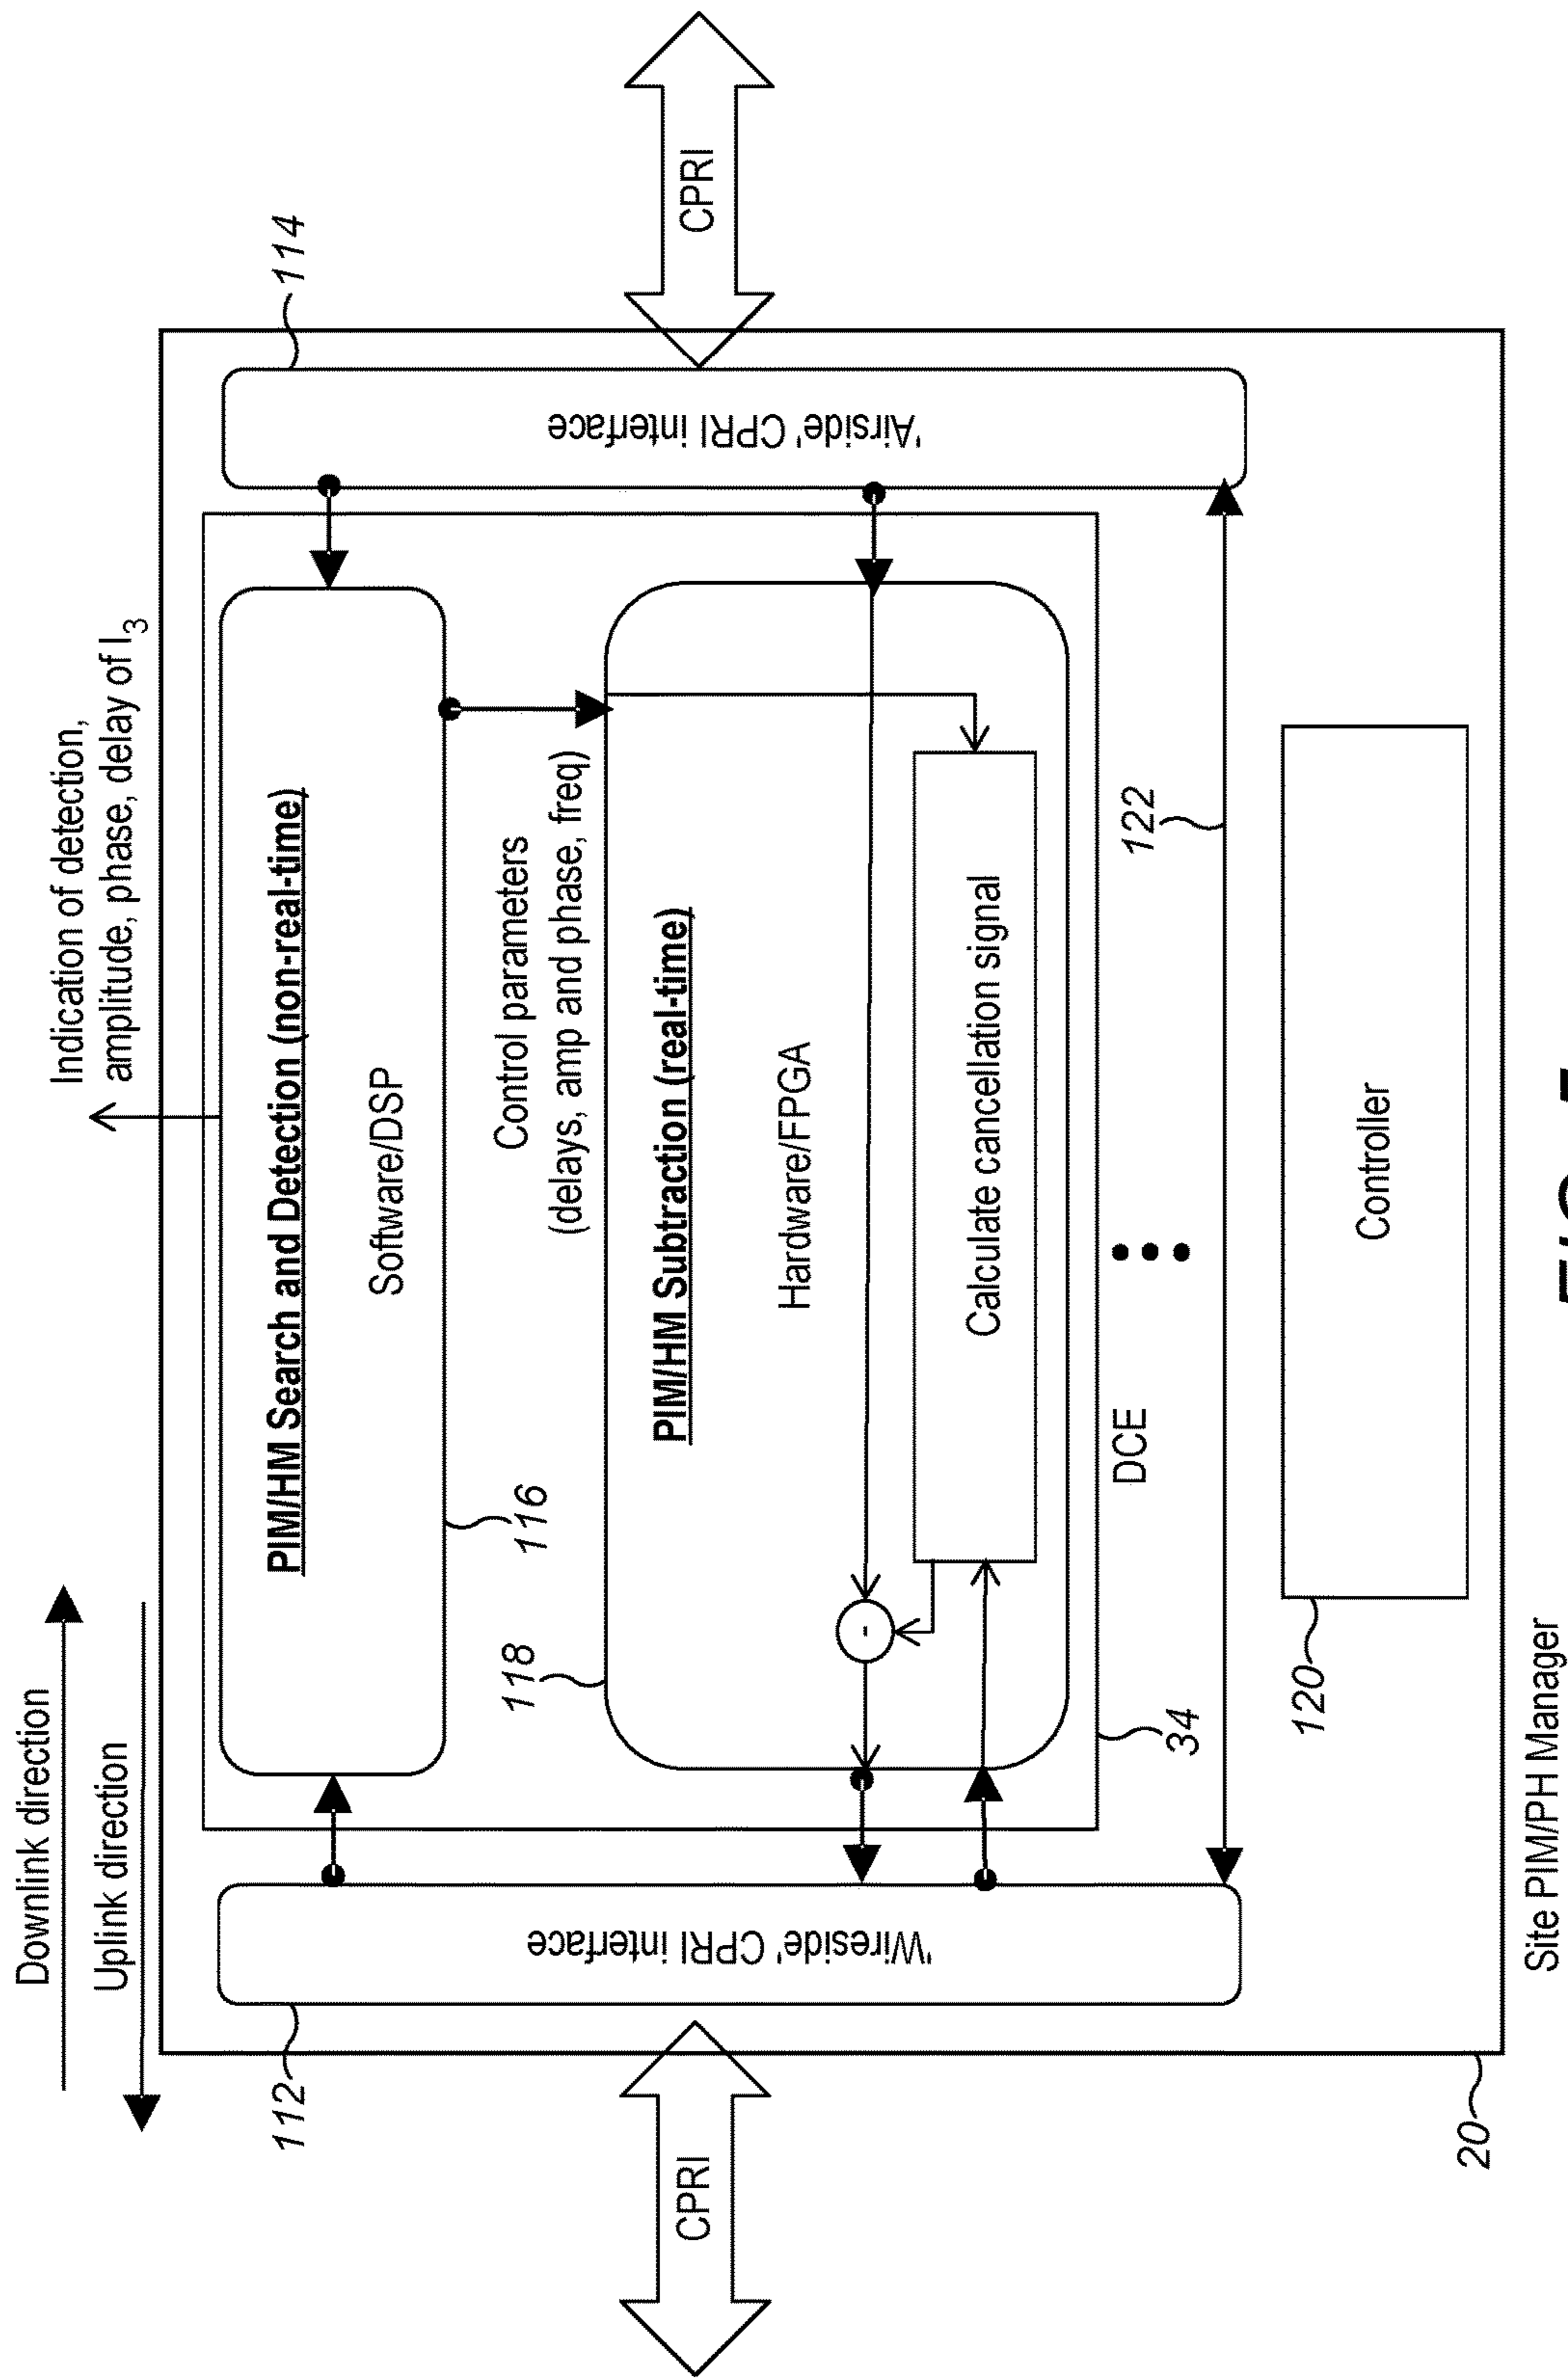 Downlink direction
Uplink direction
Indication of detection,
amplitude, phase, delay of I3
112
114
CPRI
CPRI
'Wireside' CPRI interface
'Airside' CPRI interface
PIM/HM Search and Detection (non-real-time)
Software/DSP
116
Control parameters
(delays, amp and phase, freq)
118
PIM/HM Subtraction (real-time)
Hardware/FPGA
-
Calculate cancellation signal
34
DCE
122
120
Controller
20
Site PIM/PH Manager